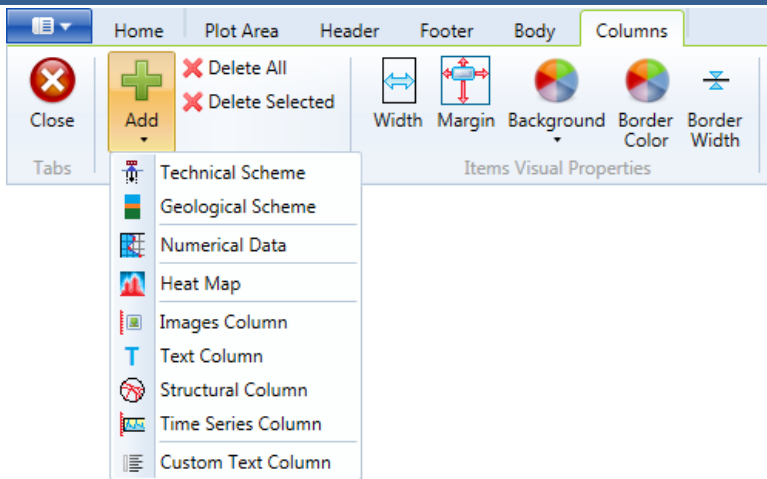 Home Plot Area Header Footer Body Columns
Close
Add
Delete All
Delete Selected
Width
Margin
Background
Border
Color
Border
Width
Tabs
Items Visual Properties
Technical Scheme
Geological Scheme
Numerical Data
Heat Map
Images Column
Text Column
Structural Column
Time Series Column
Custom Text Column